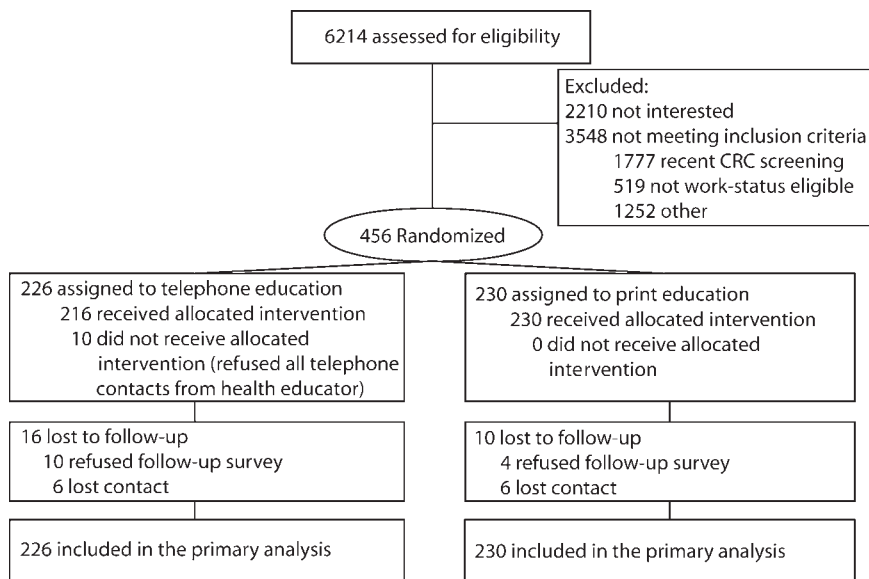 6214 assessed for eligibility
Excluded:
2210 not interested
3548 not meeting inclusion criteria
1777 recent CRC screening
519 not work-status eligible
1252 other
456 Randomized
226 assigned to telephone education
216 received allocated intervention
10 did not receive allocated
intervention (refused all telephone
contacts from health educator)
230 assigned to print education
230 received allocated intervention
0 did not receive allocated
intervention
16 lost to follow-up
10 refused follow-up survey
6 lost contact
10 lost to follow-up
4 refused follow-up survey
6 lost contact
226 included in the primary analysis
230 included in the primary analysis